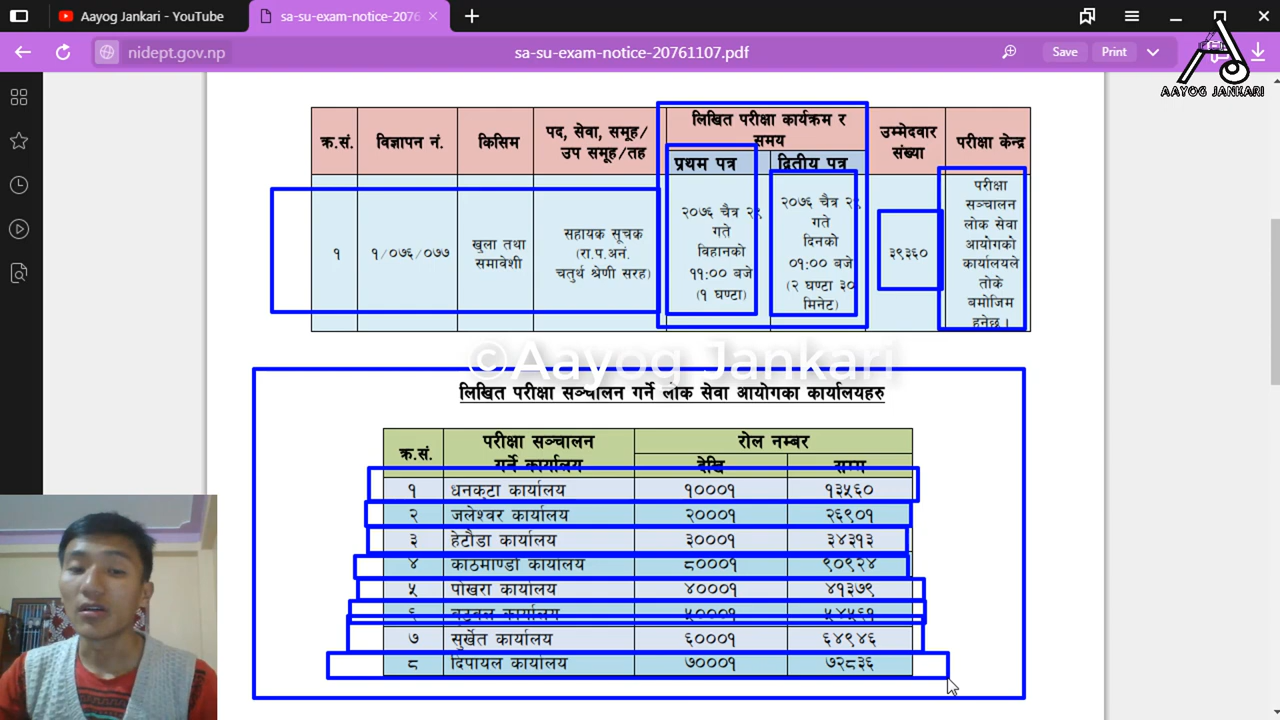 Aayog Jankari - YouTube
sa-su-exam-notice-2076
nidept.gov.np
sa-su-exam-notice-20761107.pdf
Save
Print
AAYOG JANKARI
क्र.सं.
विज्ञापन नं.
किसिम
पद, सेवा, समूह/
उप समूह/तह
लिखित परीक्षा कार्यक्रम र
समय
प्रथम पत्र
द्वितीय पत्र
उम्मेदवार
संख्या
परीक्षा केन्द्र
१
१/०७६/०७७
खुला तथा
समावेशी
सहायक सूचक
(रा.प.अनं.
चतुर्थ श्रेणी सरह)
२०७६ चैत्र २९
गते
विहानको
११:०० बजे
(१ घण्टा)
२०७६ चैत्र २९
गते
दिनको
०१:०० बजे
(२ घण्टा ३०
मिनेट)
३९३६०
परीक्षा
सञ्चालन
लोक सेवा
आयोगको
कार्यालयले
तोके
बमोजिम
हुनेछ ।
©Aayog Jankari
लिखित परीक्षा सञ्चालन गर्ने लोक सेवा आयोगका कार्यालयहरु
क्र.सं.
परीक्षा सञ्चालन
गर्ने कार्यालय
रोल नम्बर
देखि
सम्म
१ धनकुटा कार्यालय १०००१ १३५६०
२ जलेश्वर कार्यालय २०००१ २६९०१
३ हेटौडा कार्यालय ३०००१ ३४३१३
४ काठमाण्डौ कार्यालय ८०००१ ९०९२४
५ पोखरा कार्यालय ४०००१ ४१३७९
६ बुटवल कार्यालय ५०००१ ५४५६१
७ सुर्खेत कार्यालय ६०००१ ६४९४६
८ दिपायल कार्यालय ७०००१ ७२८३६